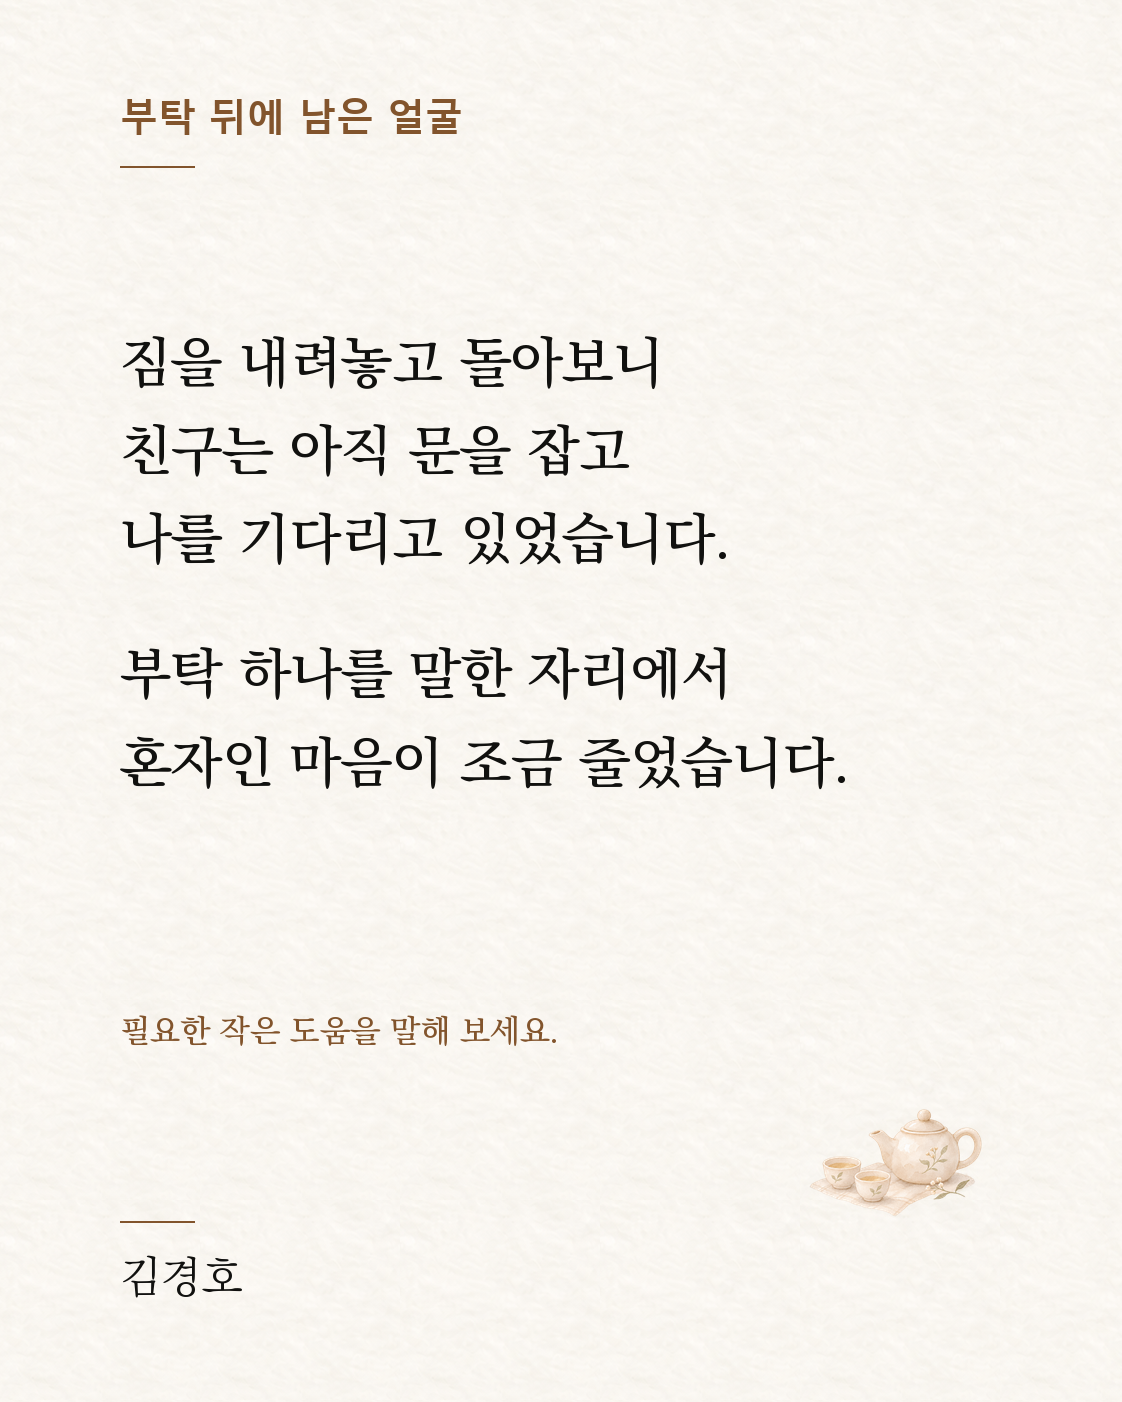 부탁 뒤에 남은 얼굴
짐을 내려놓고 돌아보니
친구는 아직 문을 잡고
나를 기다리고 있었습니다.
부탁 하나를 말한 자리에서
혼자인 마음이 조금 줄었습니다.
필요한 작은 도움을 말해 보세요.
김경호